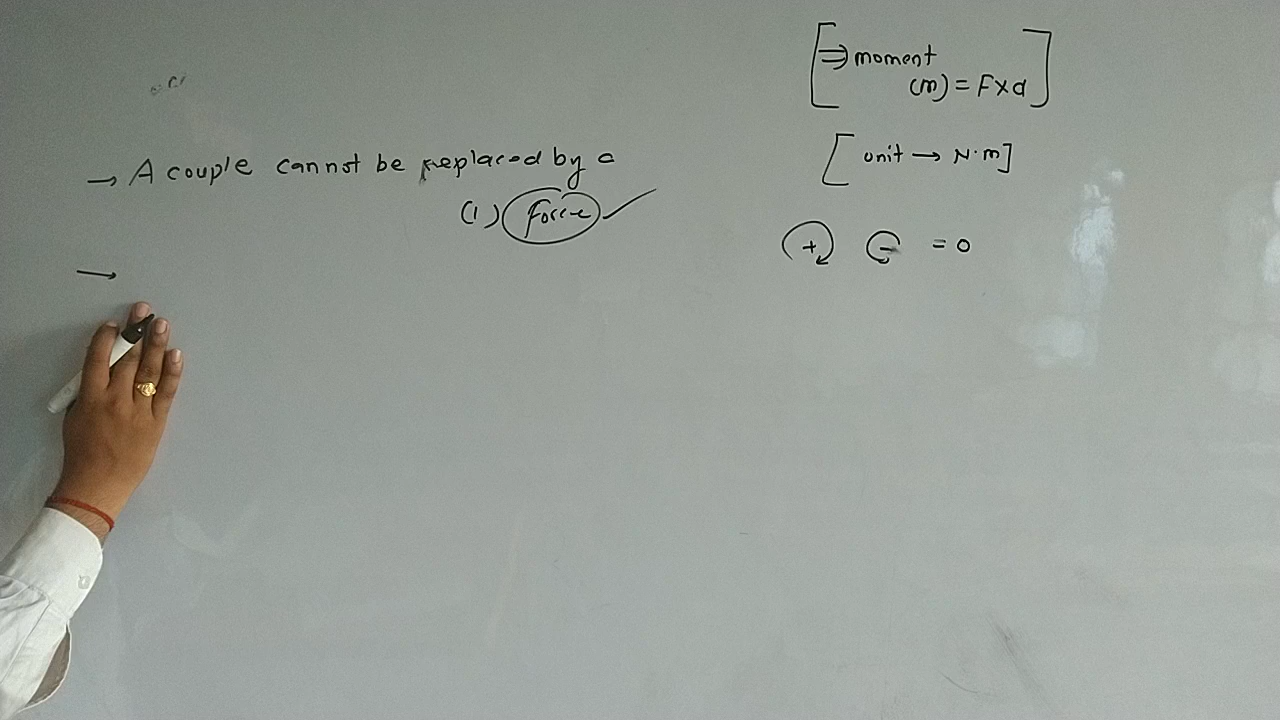 → A couple cannot be replaced by a
(1) force ✓
→
[⇒ moment
(m) = F x d]
[unit → N·m]
+ - = 0